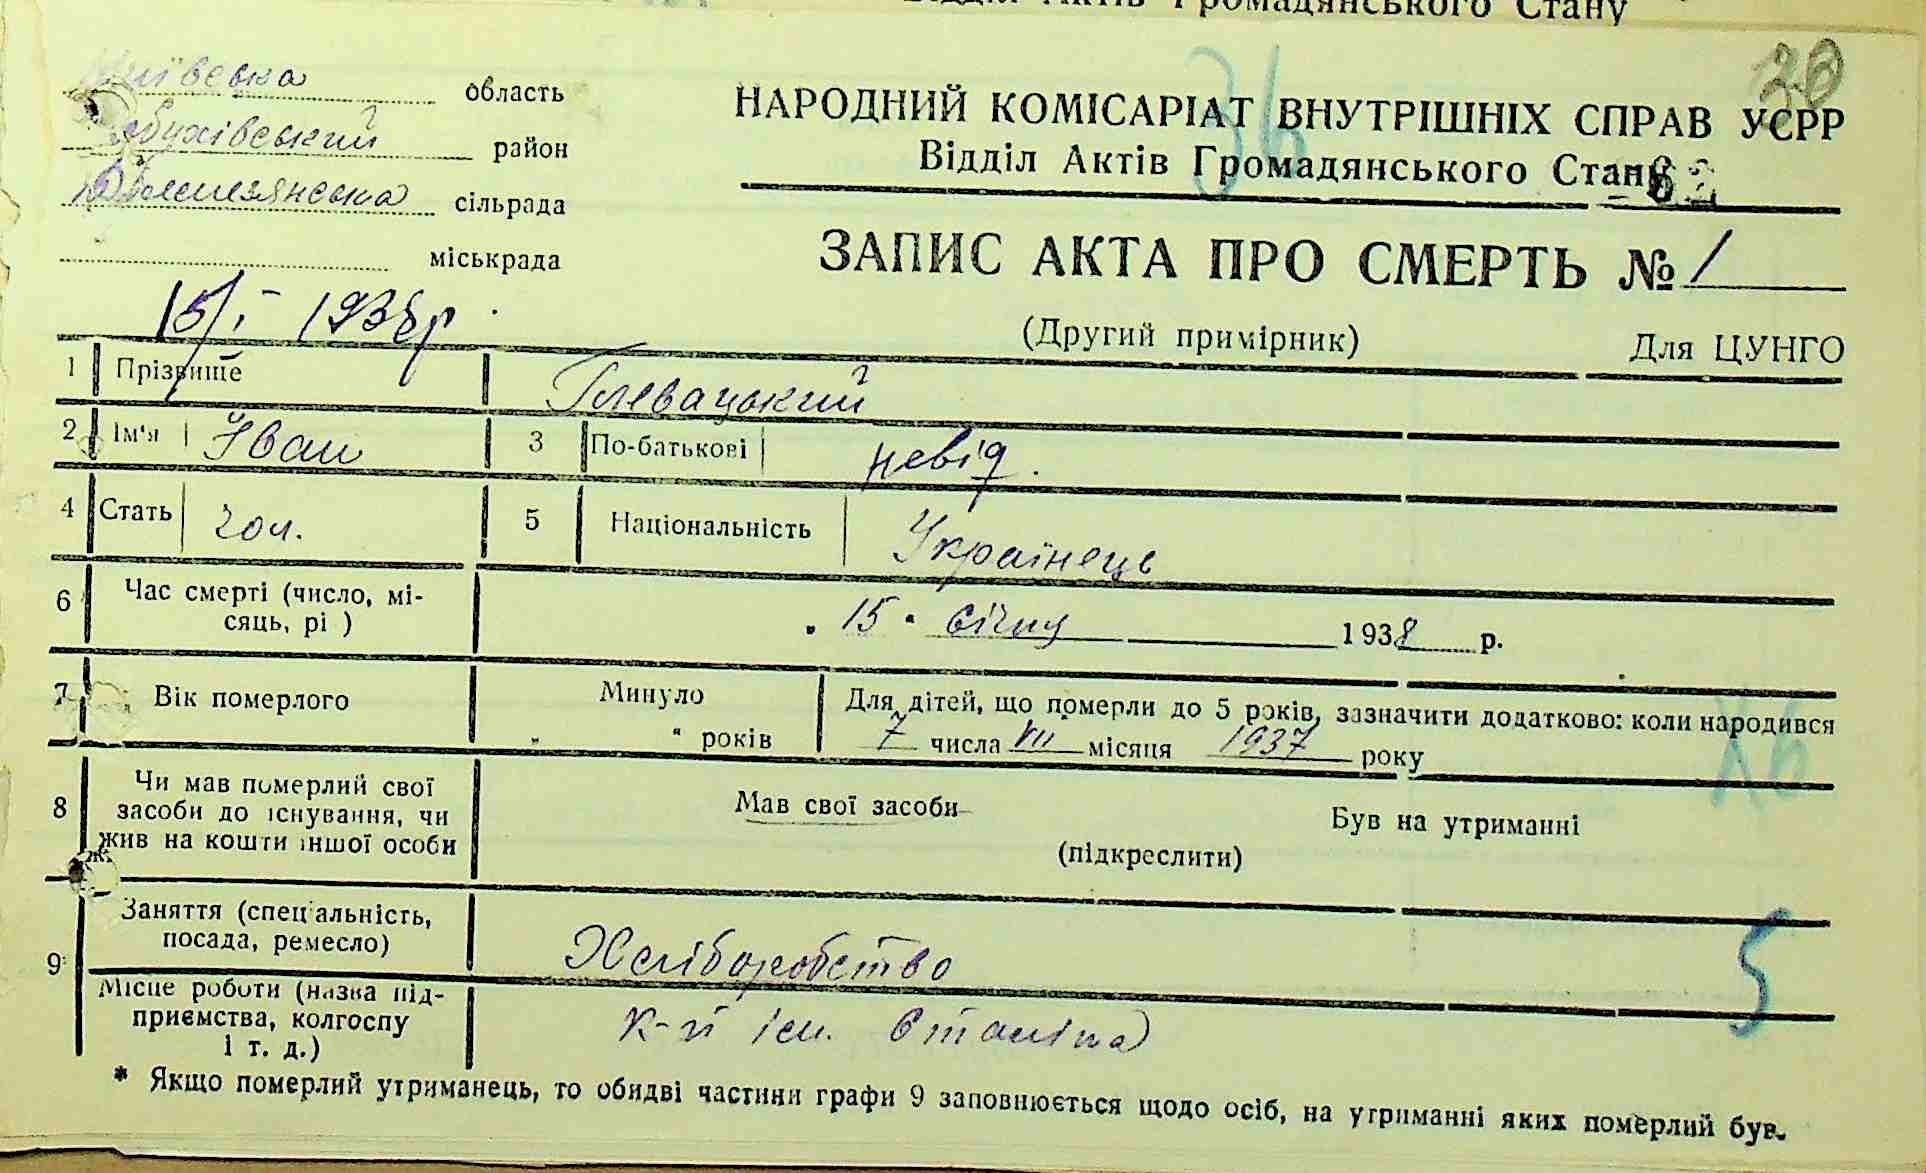 Відділ Актів Громадянського Стану
Київська область
Обухівський район
сільрада
міськрада
15/I 1938 р.
36
НАРОДНИЙ КОМІСАРІАТ ВНУТРІШНІХ СПРАВ УСРР
Відділ Актів Громадянського Стану
ЗАПИС АКТА ПРО СМЕРТЬ № 1
(Другий примірник) Для ЦУНГО
1 Прізвище Глевацький
2 Ім'я Іван 3 По-батькові невід.
4 Стать чол. 5 Національність Українець
6 Час смерті (число, мі-
сяць, рі ) „ 15 " січня 1938 р.
7 Вік померлого Минуло
„ " років
Для дітей, що померли до 5 років, зазначити додатково: коли народився
7 числа VII місяця 1937 року
8 Чи мав померлий свої
засоби до існування, чи
жив на кошти іншої особи
Мав свої засоби Був на утриманні
(підкреслити)
9 Заняття (спеціальність,
посада, ремесло) Хліборобство
Місце роботи (назва під-
приємства, колгоспу
і т. д.) к-п ім. Сталіна
5
* Якщо померлий утриманець, то обидві частини графи 9 заповнюється щодо осіб, на утриманні яких померлий був.